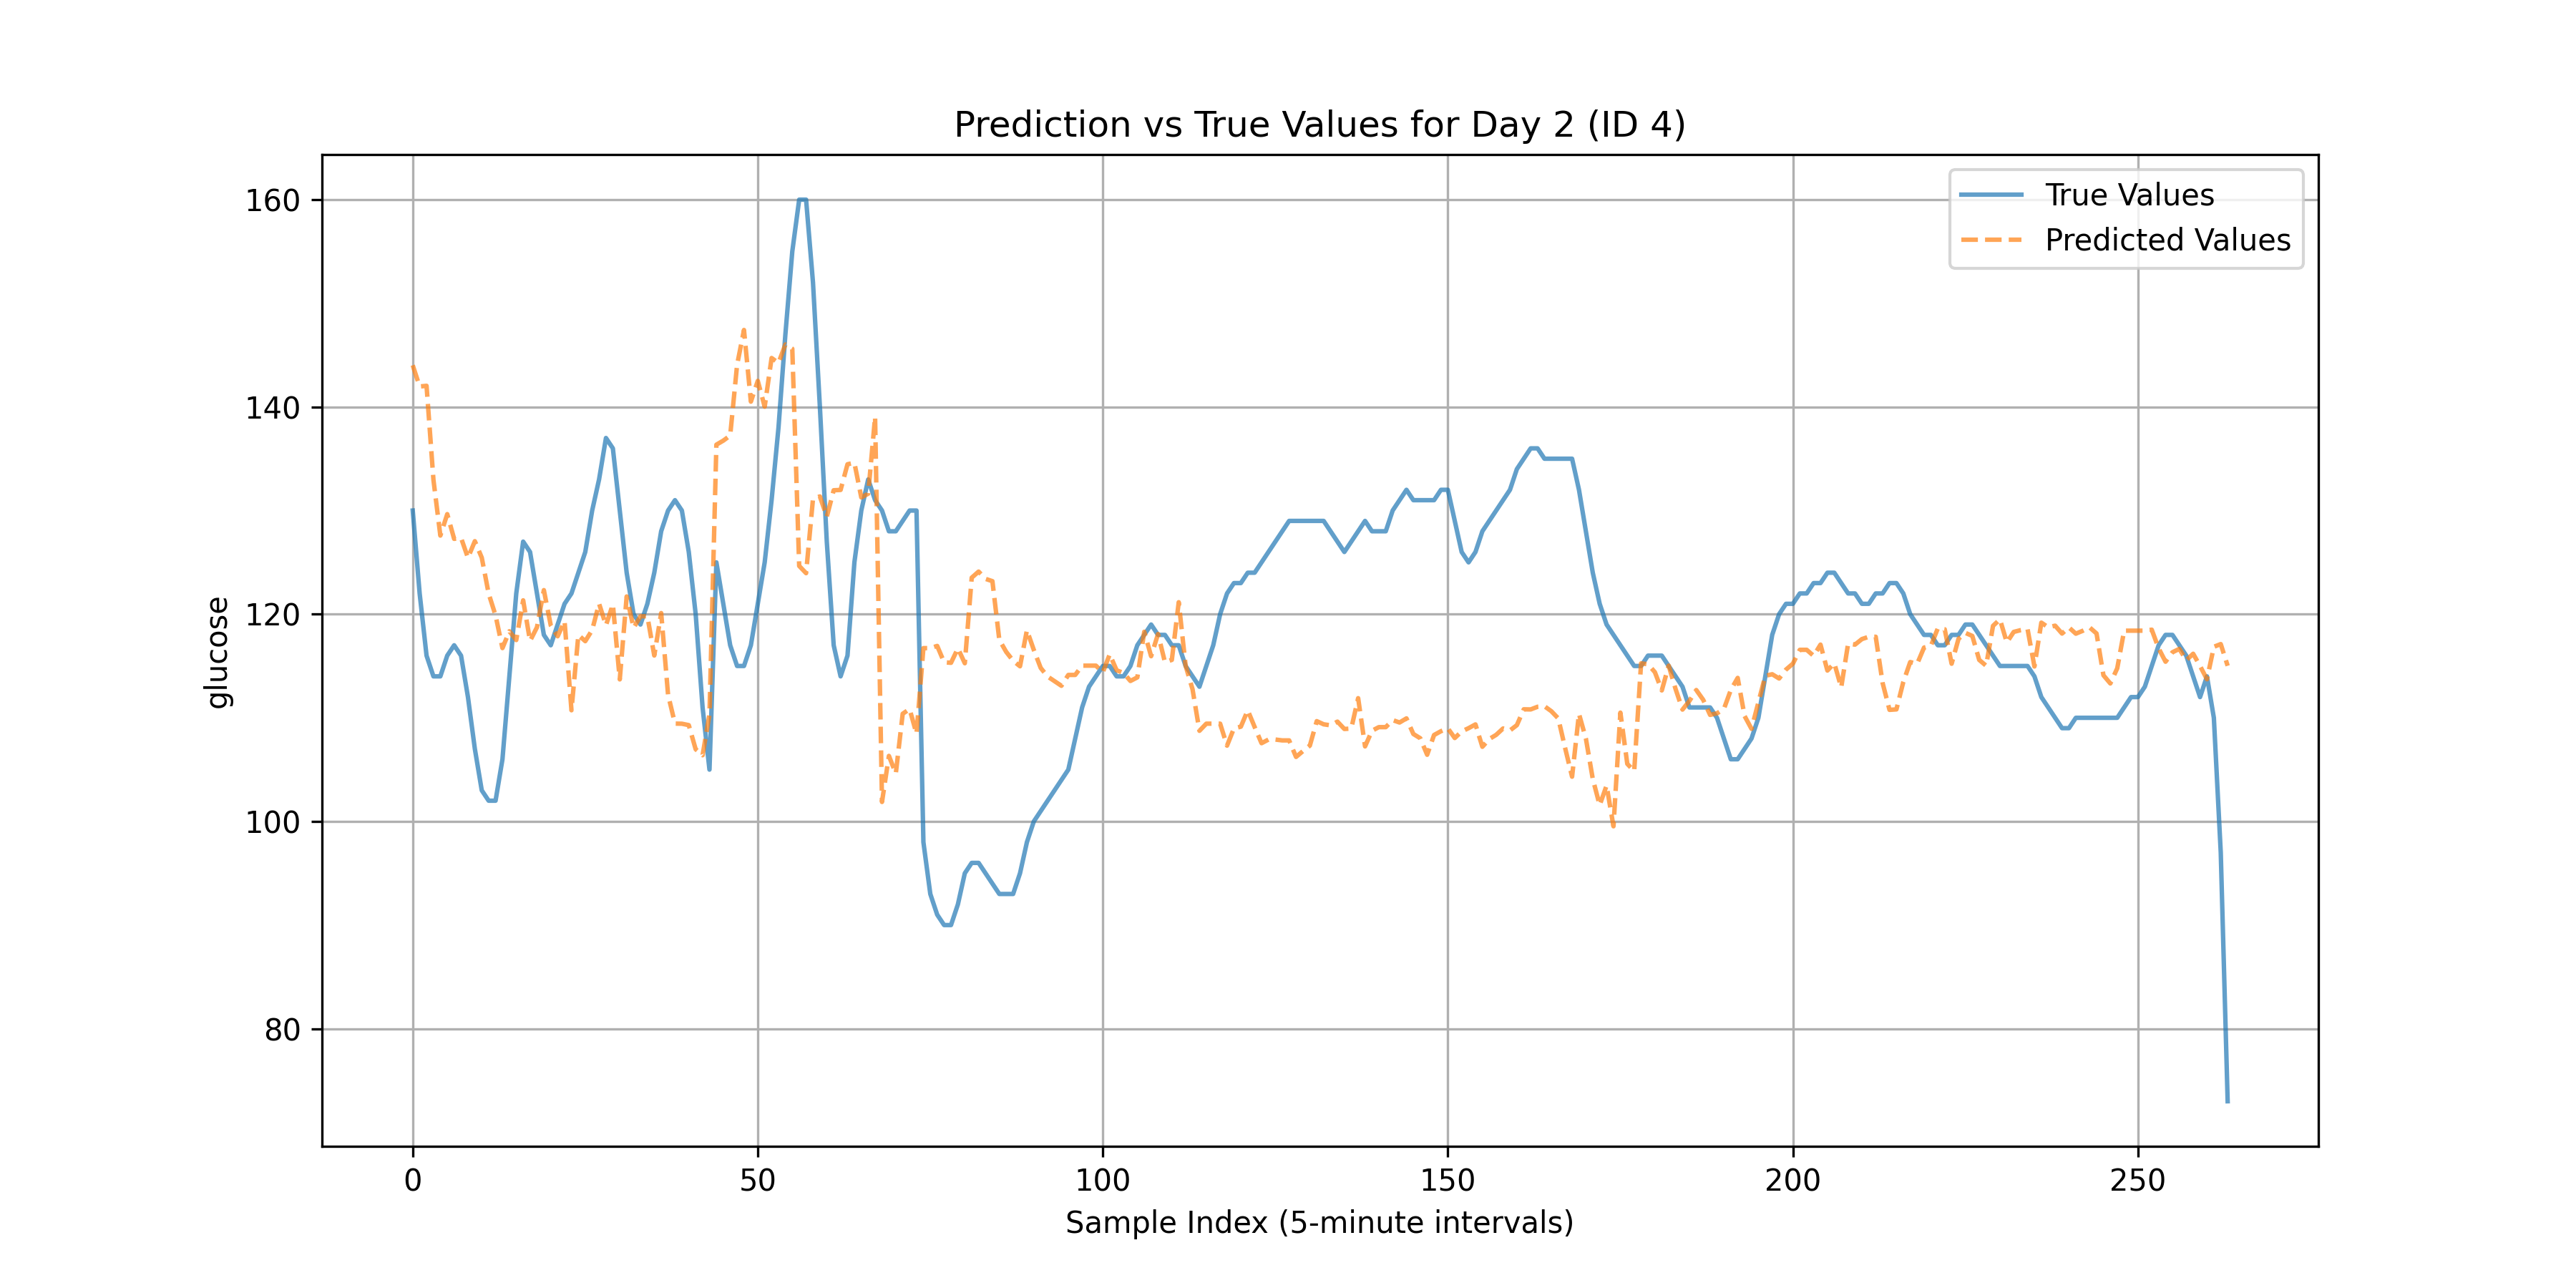 Prediction vs True Values for Day 2 (ID 4)
True Values
Predicted Values
160
140
120
100
80
glucose
0 50 100 150 200 250
Sample Index (5-minute intervals)